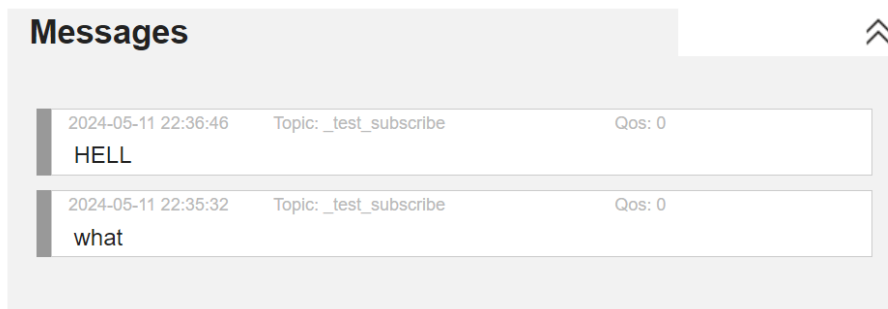 Messages
2024-05-11 22:36:46 Topic: _test_subscribe Qos: 0
HELL
2024-05-11 22:35:32 Topic: _test_subscribe Qos: 0
what